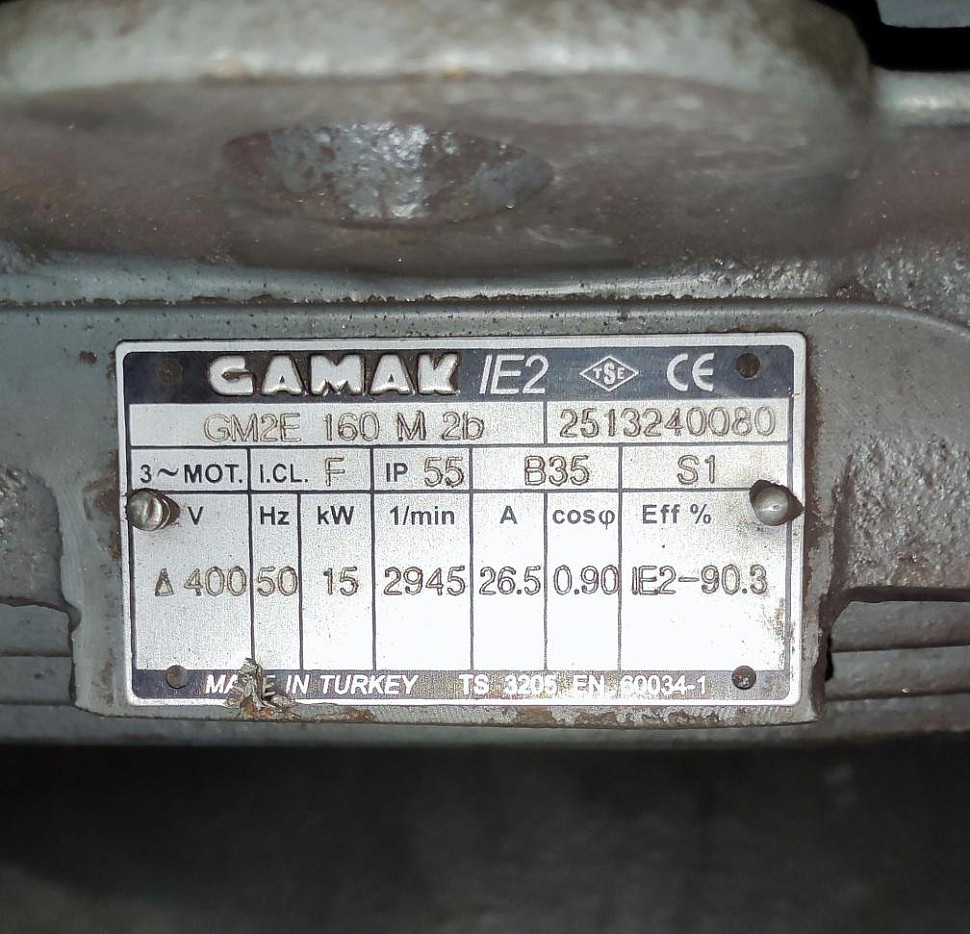 GAMAK IE2 TSE CE
GM2E 160 M 2b 2513240080
3~MOT. I.CL. F IP 55 B35 S1
V Hz kW 1/min A cosφ Eff %
Δ 400 50 15 2945 26.5 0.90 IE2-90.3
MADE IN TURKEY TS 3205 EN 60034-1